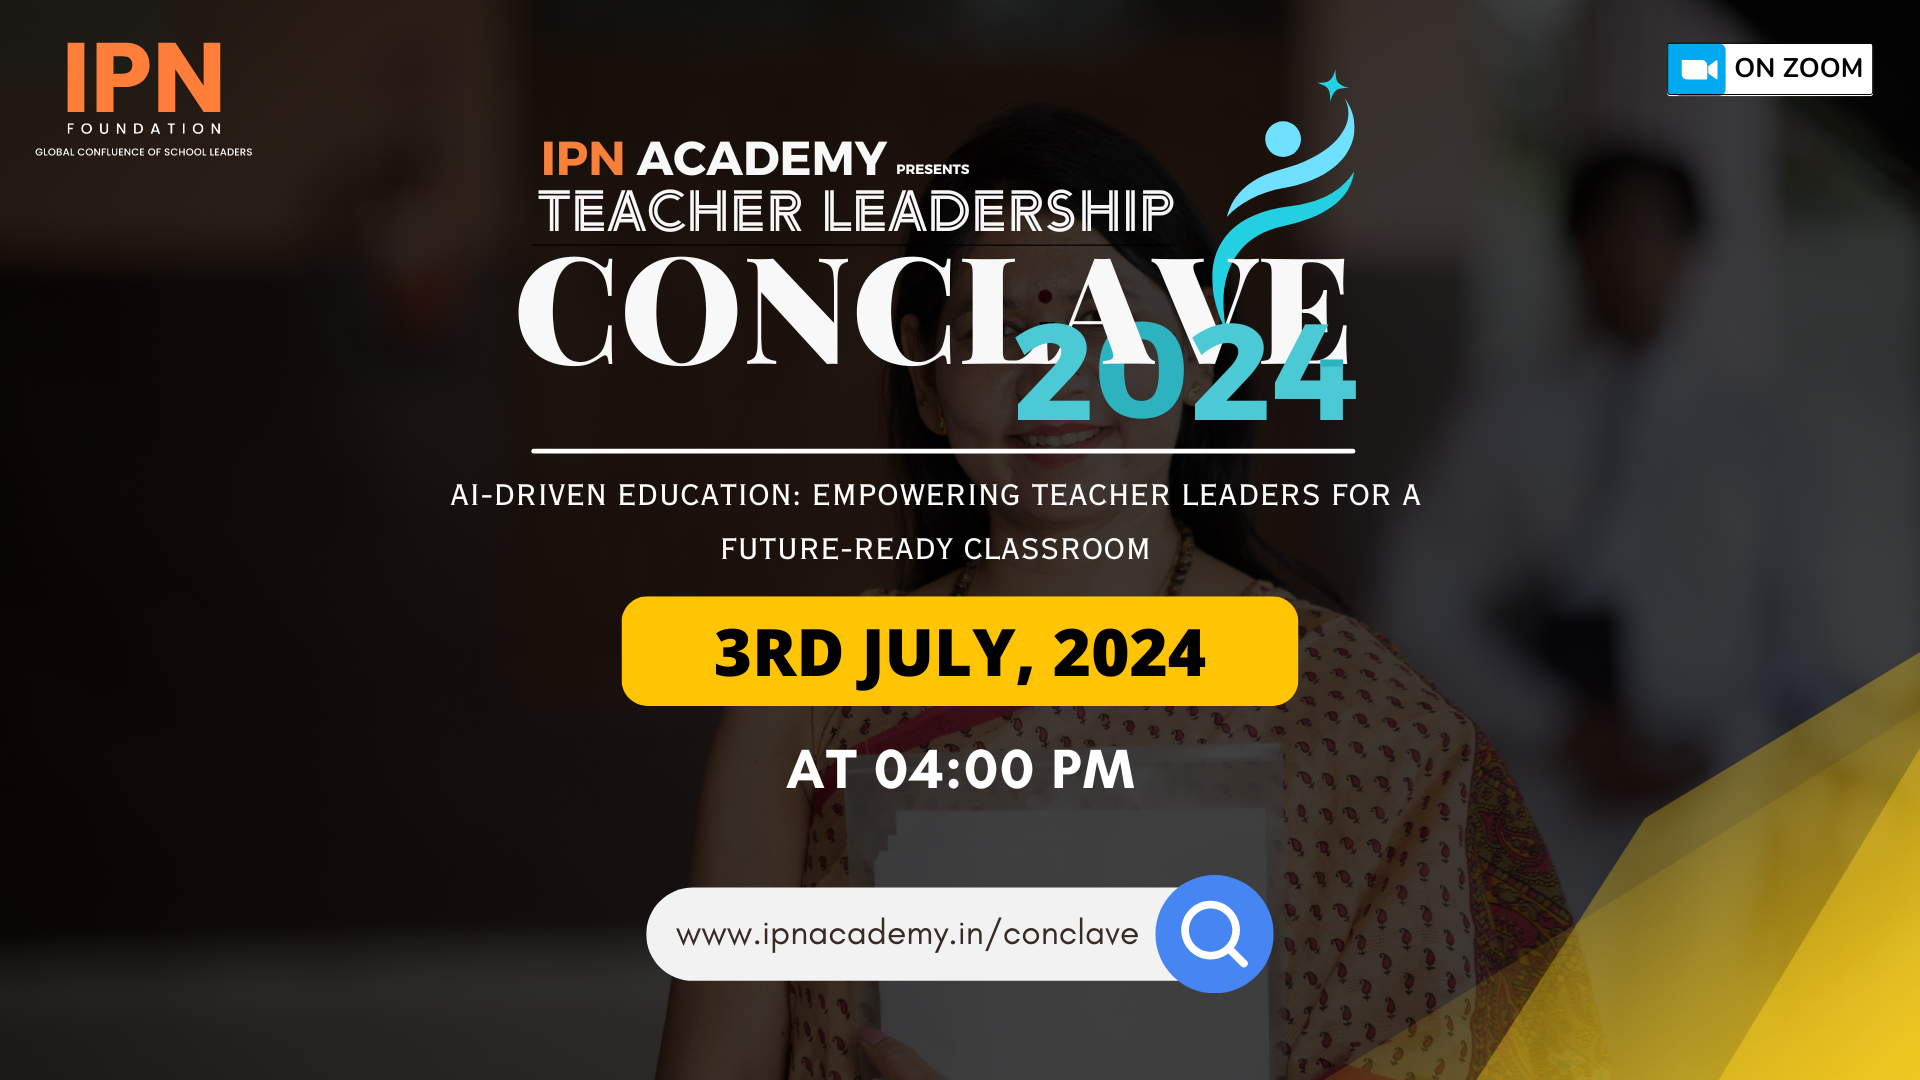 IPN
FOUNDATION
GLOBAL CONFLUENCE OF SCHOOL LEADERS
ON ZOOM
IPN ACADEMY PRESENTS
TEACHER LEADERSHIP
CONCLAVE
2024
AI-DRIVEN EDUCATION: EMPOWERING TEACHER LEADERS FOR A
FUTURE-READY CLASSROOM
3RD JULY, 2024
AT 04:00 PM
www.ipnacademy.in/conclave